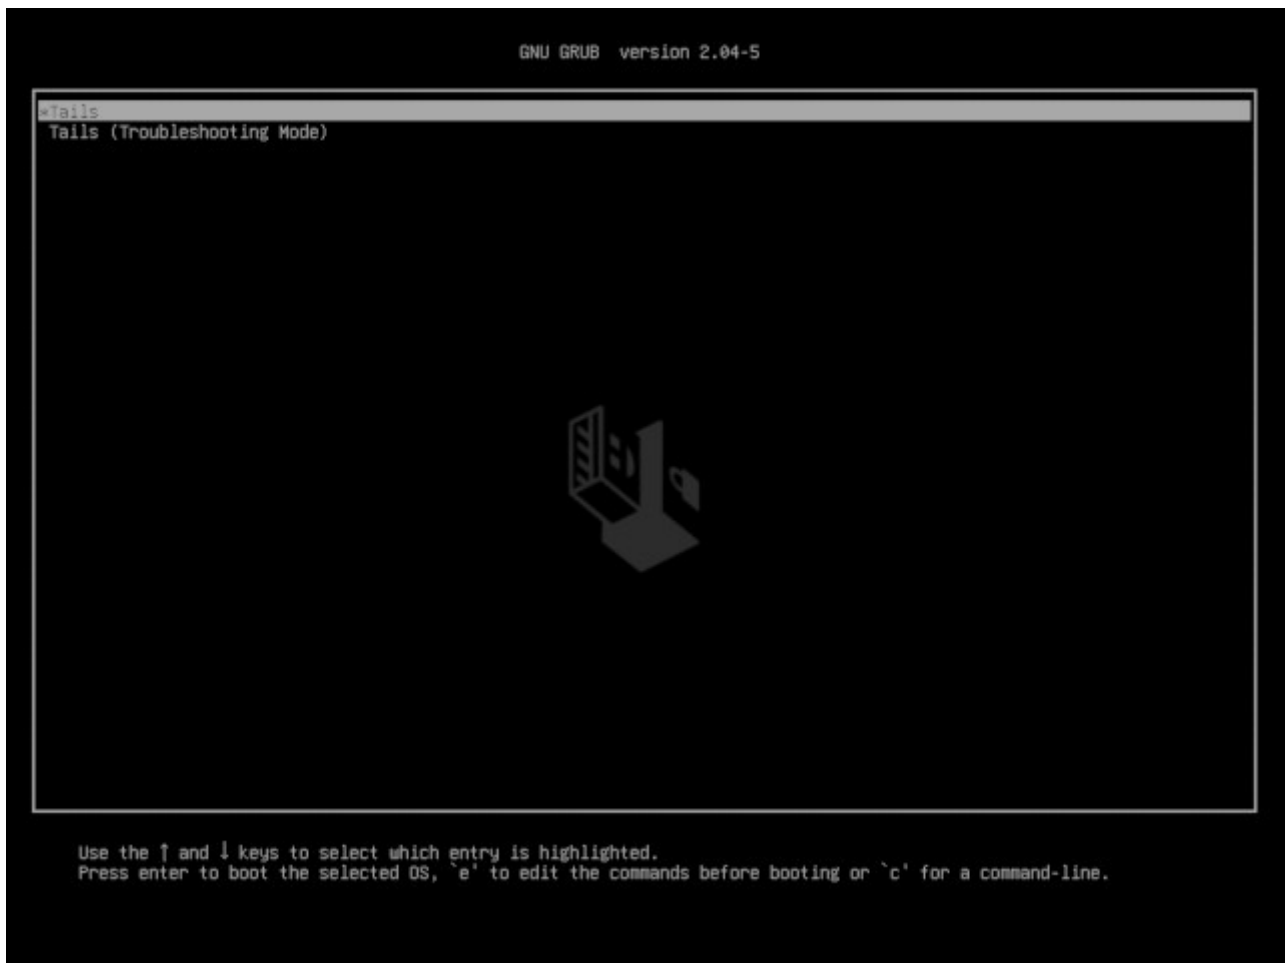 GNU GRUB  version 2.04-5
*Tails
Tails (Troubleshooting Mode)
Use the ↑ and ↓ keys to select which entry is highlighted.
Press enter to boot the selected OS, `e' to edit the commands before booting or `c' for a command-line.